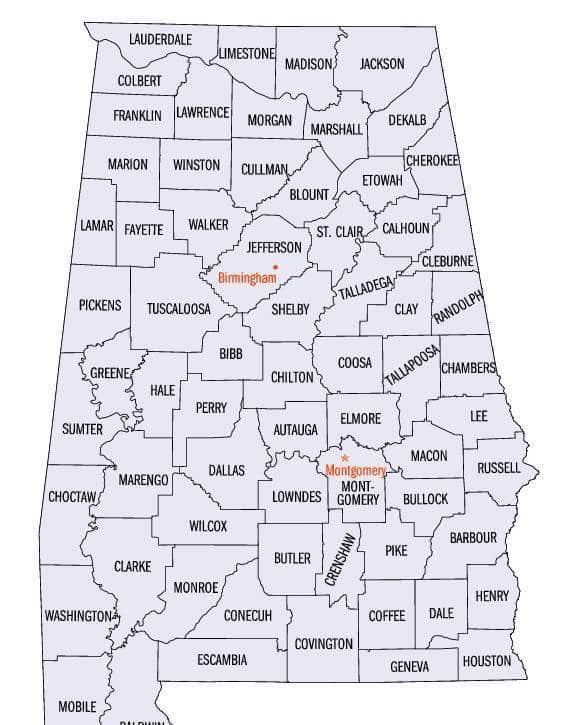 LAUDERDALE
LIMESTONE
MADISON
JACKSON
COLBERT
FRANKLIN
LAWRENCE
MORGAN
MARSHALL
DEKALB
CHEROKEE
MARION
WINSTON
CULLMAN
ETOWAH
BLOUNT
LAMAR
FAYETTE
WALKER
JEFFERSON
ST. CLAIR
CALHOUN
Birmingham
CLEBURNE
TALLADEGA
PICKENS
TUSCALOOSA
SHELBY
CLAY
RANDOLPH
BIBB
GREENE
HALE
CHILTON
COOSA
TALLAPOOSA
CHAMBERS
PERRY
SUMTER
AUTAUGA
ELMORE
LEE
MACON
RUSSELL
DALLAS
Montgomery
MONT-
GOMERY
MARENGO
CHOCTAW
LOWNDES
BULLOCK
WILCOX
BARBOUR
CLARKE
BUTLER
CRENSHAW
PIKE
MONROE
HENRY
WASHINGTON
CONECUH
COFFEE
DALE
COVINGTON
ESCAMBIA
GENEVA
HOUSTON
MOBILE
BALDWIN